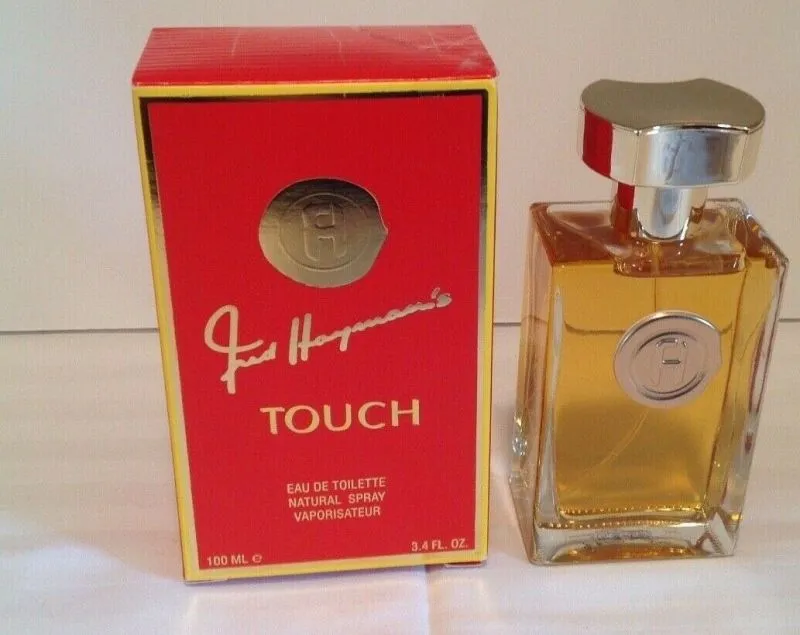 Fred Hayman's
TOUCH
EAU DE TOILETTE
NATURAL SPRAY
VAPORISATEUR
100 ML ℮
3.4 FL. OZ.